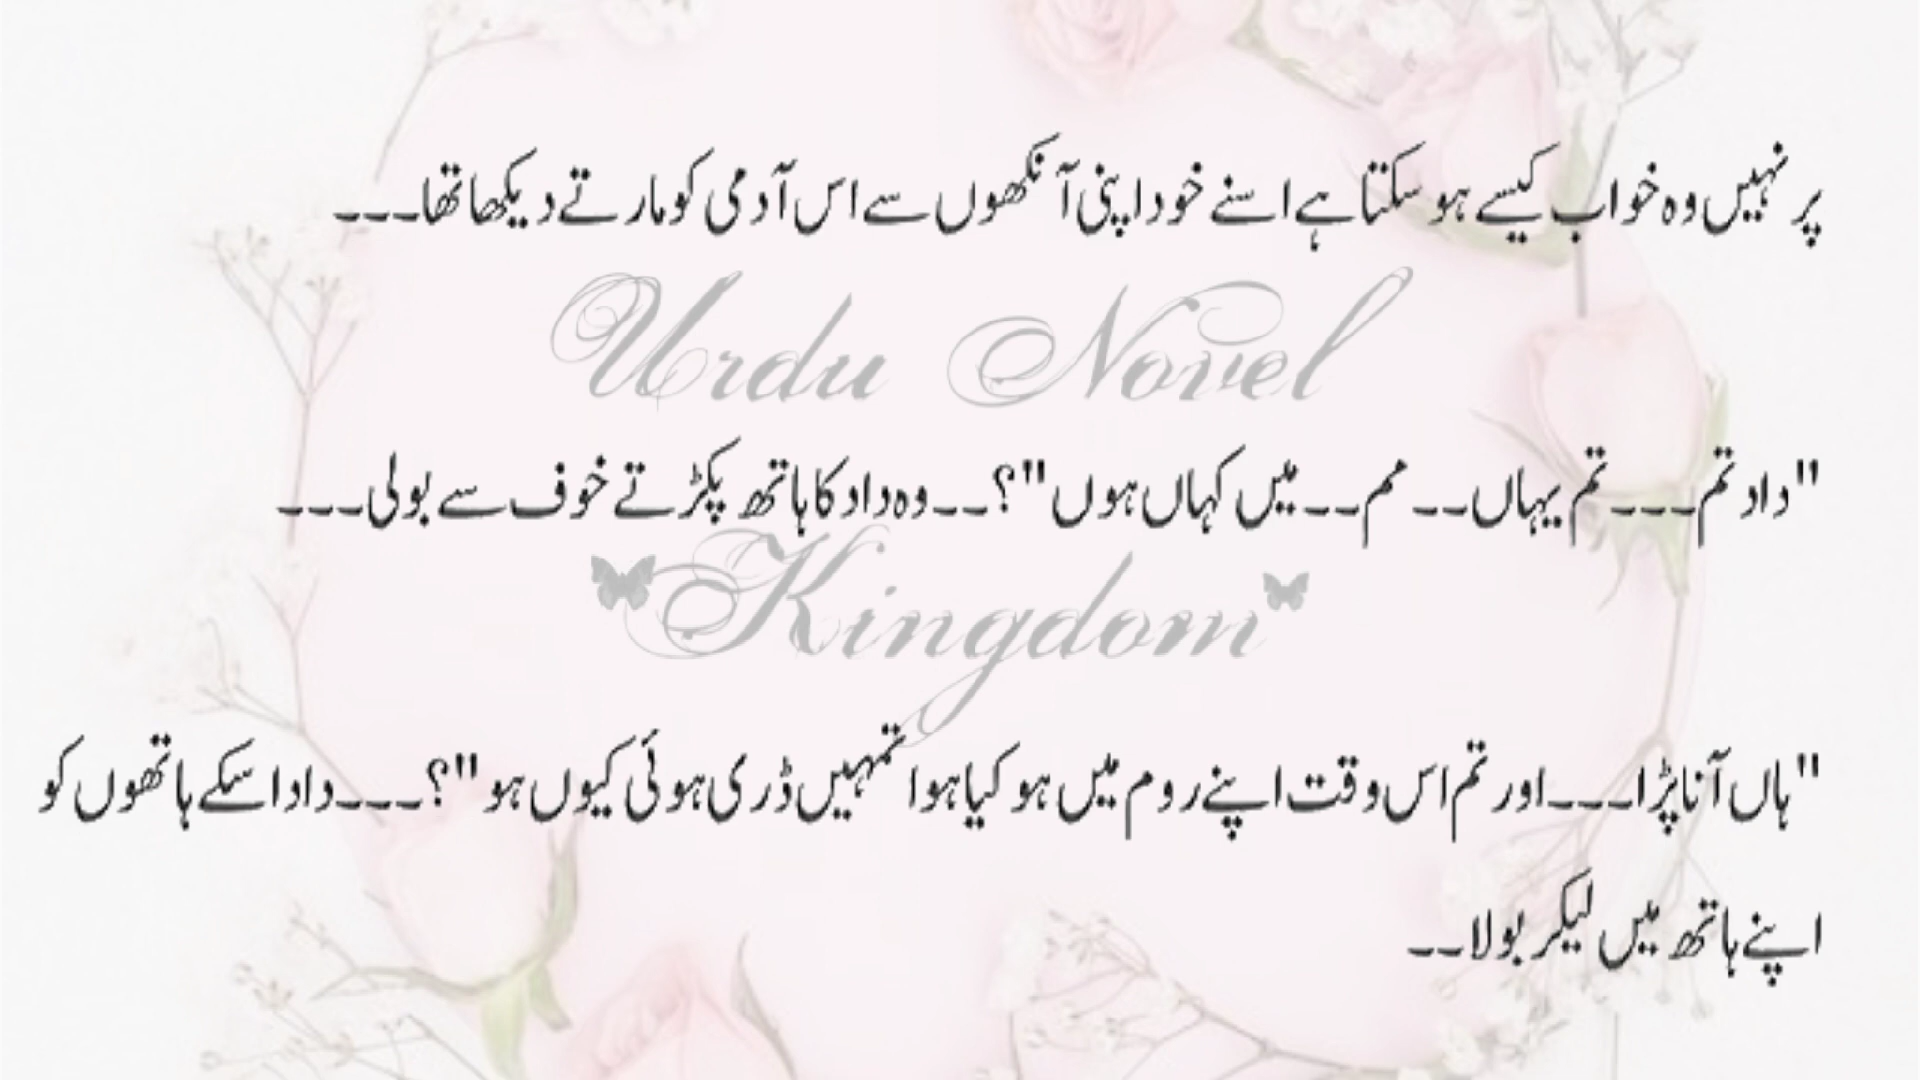 پر نہیں وہ خواب کیسے ہو سکتا ہے اسنے خود اپنی آنکھوں سے اس آدمی کو مارتے دیکھا تھا۔۔۔
Urdu Novel
"داد تم۔۔۔ تم یہاں۔۔ مم۔۔ میں کہاں ہوں"؟۔۔ وہ داد کا ہاتھ پکڑتے خوف سے بولی۔۔۔
Kingdom
"ہاں آنا پڑا۔۔۔ اور تم اس وقت اپنے روم میں ہو کیا ہوا تمہیں ڈری ہوئی کیوں ہو"؟۔۔۔ داد اسکے ہاتھوں کو
اپنے ہاتھ میں لیکر بولا۔۔